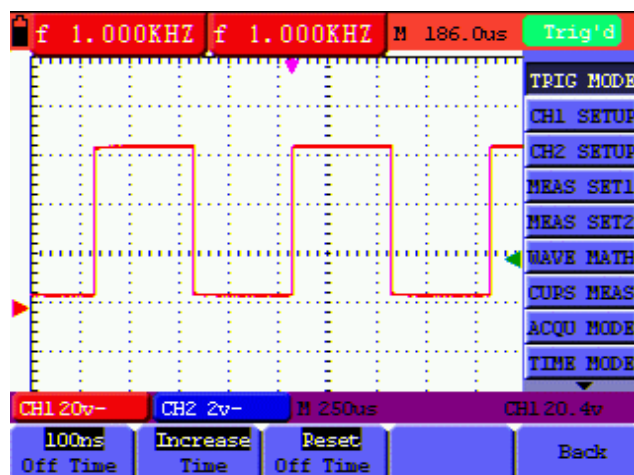 f 1.000KHZ f 1.000KHZ M 186.0us Trig'd
TRIG MODE
CH1 SETUP
CH2 SETUP
MEAS SET1
MEAS SET2
WAVE MATH
CURS MEAS
ACQU MODE
TIME MODE
CH1 20v- CH2 2v- M 250us CH1 20.4v
100ns Increase Reset
Off Time Time Off Time Back